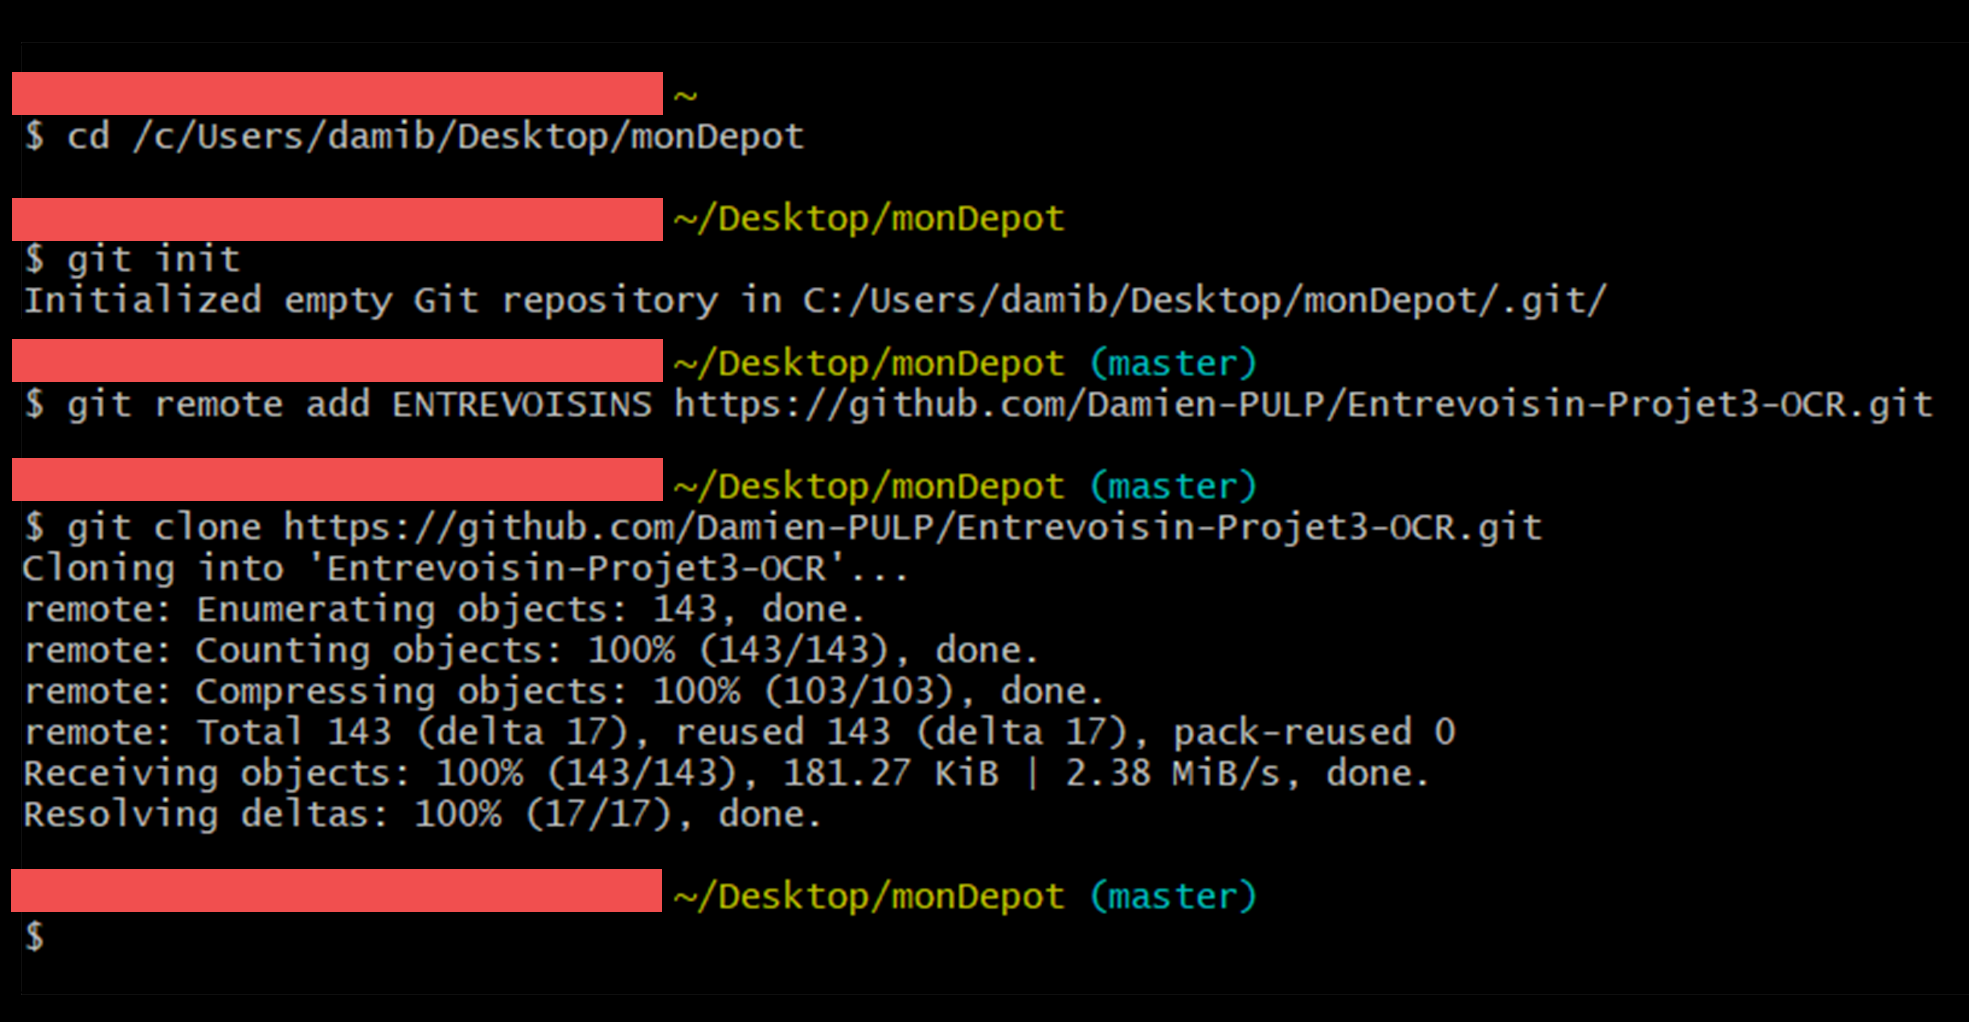 ~
$ cd /c/Users/damib/Desktop/monDepot
~/Desktop/monDepot
$ git init
Initialized empty Git repository in C:/Users/damib/Desktop/monDepot/.git/
~/Desktop/monDepot (master)
$ git remote add ENTREVOISINS https://github.com/Damien-PULP/Entrevoisin-Projet3-OCR.git
~/Desktop/monDepot (master)
$ git clone https://github.com/Damien-PULP/Entrevoisin-Projet3-OCR.git
Cloning into 'Entrevoisin-Projet3-OCR'...
remote: Enumerating objects: 143, done.
remote: Counting objects: 100% (143/143), done.
remote: Compressing objects: 100% (103/103), done.
remote: Total 143 (delta 17), reused 143 (delta 17), pack-reused 0
Receiving objects: 100% (143/143), 181.27 KiB | 2.38 MiB/s, done.
Resolving deltas: 100% (17/17), done.
~/Desktop/monDepot (master)
$